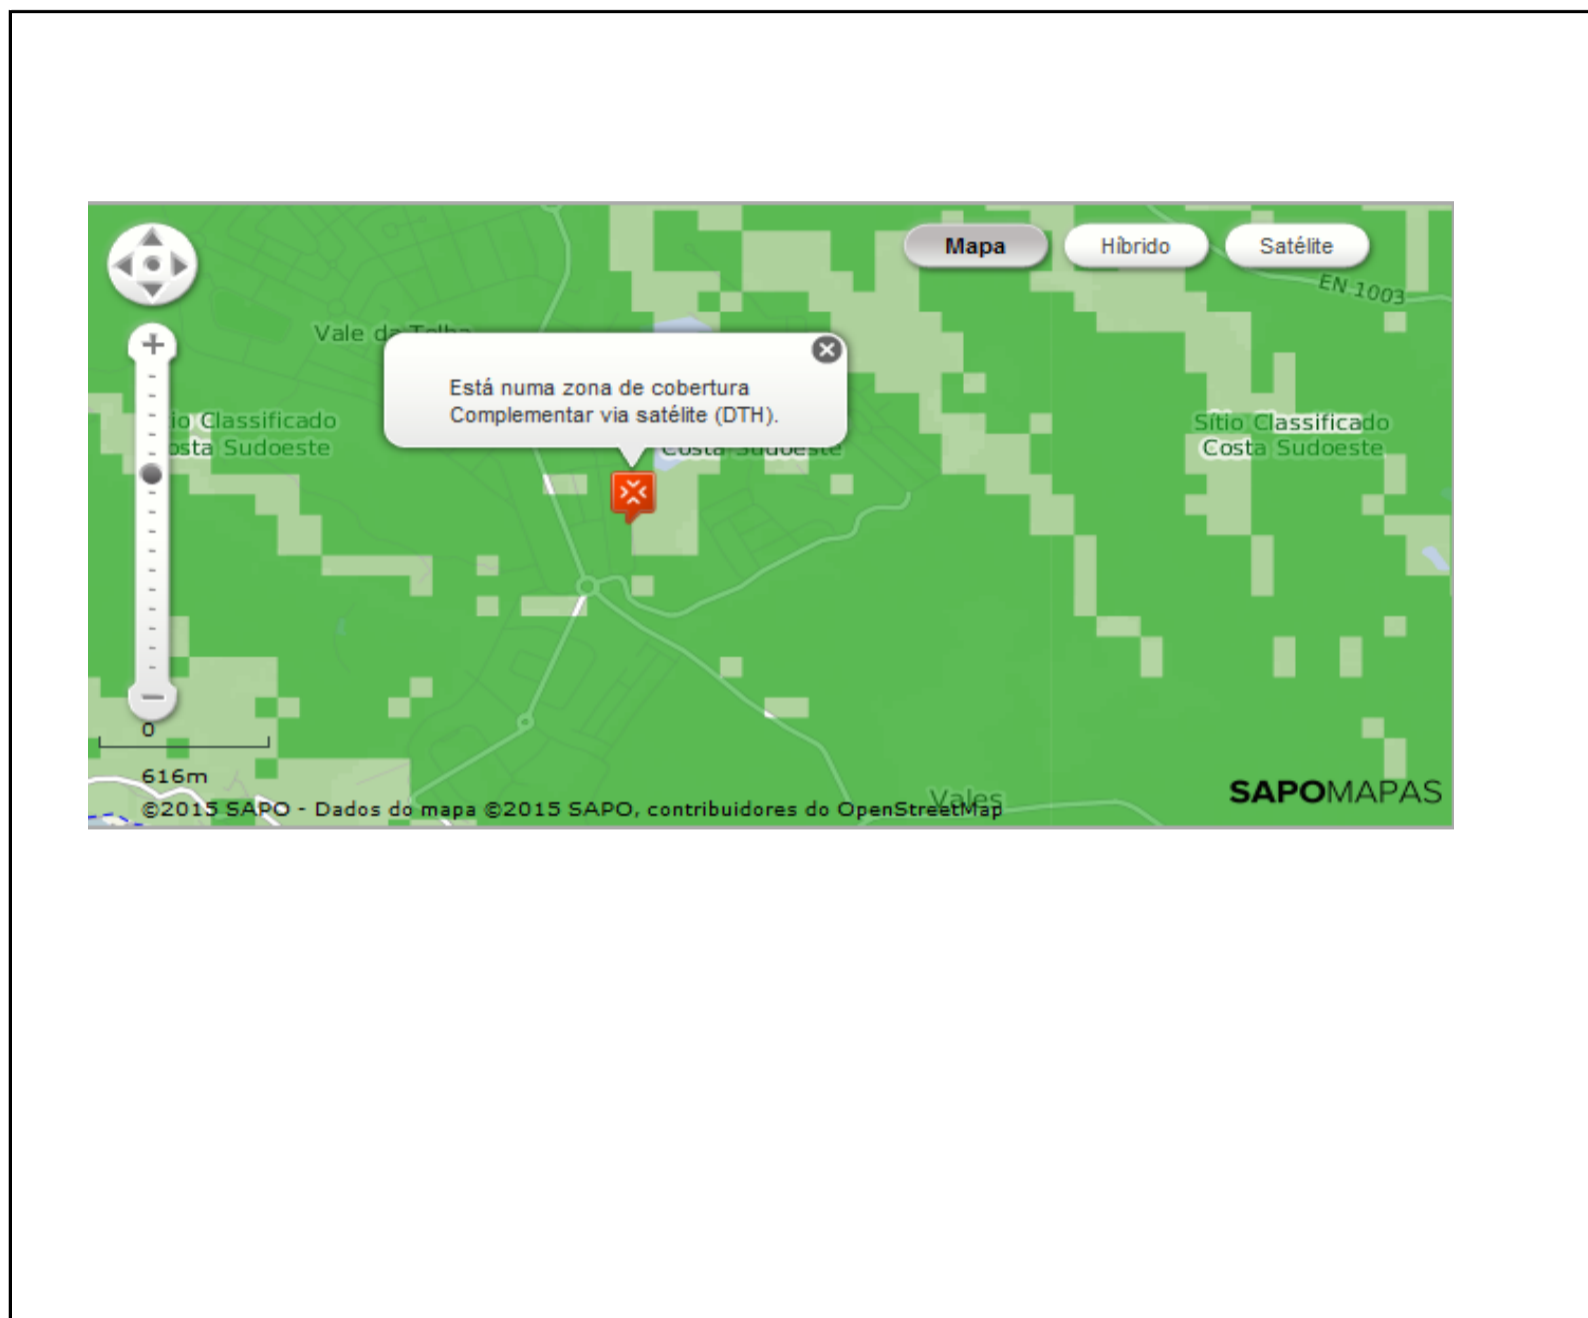 Mapa
Híbrido
Satélite
EN 1003
Vale da Telha
Está numa zona de cobertura
Complementar via satélite (DTH).
io Classificado
osta Sudoeste
Costa Sudoeste
Sítio Classificado
Costa Sudoeste
+
−
0
616m
SAPOMAPAS
Vales
©2015 SAPO - Dados do mapa ©2015 SAPO, contribuidores do OpenStreetMap